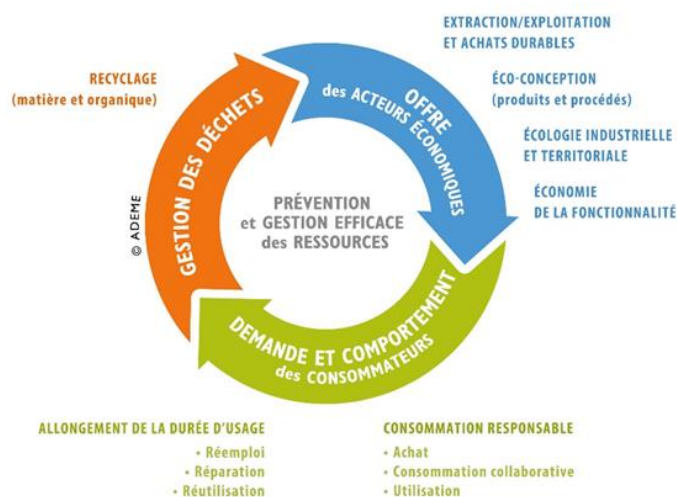 EXTRACTION/EXPLOITATION
ET ACHATS DURABLES
RECYCLAGE
(matière et organique)
OFFRE
des ACTEURS ÉCONOMIQUES
ÉCO-CONCEPTION
(produits et procédés)
ÉCOLOGIE INDUSTRIELLE
ET TERRITORIALE
ÉCONOMIE
DE LA FONCTIONNALITÉ
GESTION DES DÉCHETS
PRÉVENTION
et GESTION EFFICACE
des RESSOURCES
© ADEME
DEMANDE ET COMPORTEMENT
des CONSOMMATEURS
ALLONGEMENT DE LA DURÉE D'USAGE
• Réemploi
• Réparation
• Réutilisation
CONSOMMATION RESPONSABLE
• Achat
• Consommation collaborative
• Utilisation